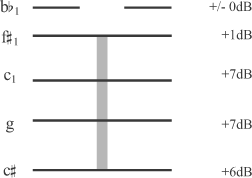 b♭₁ +/- 0dB
f♯₁ +1dB
c₁ +7dB
g +7dB
c♯ +6dB